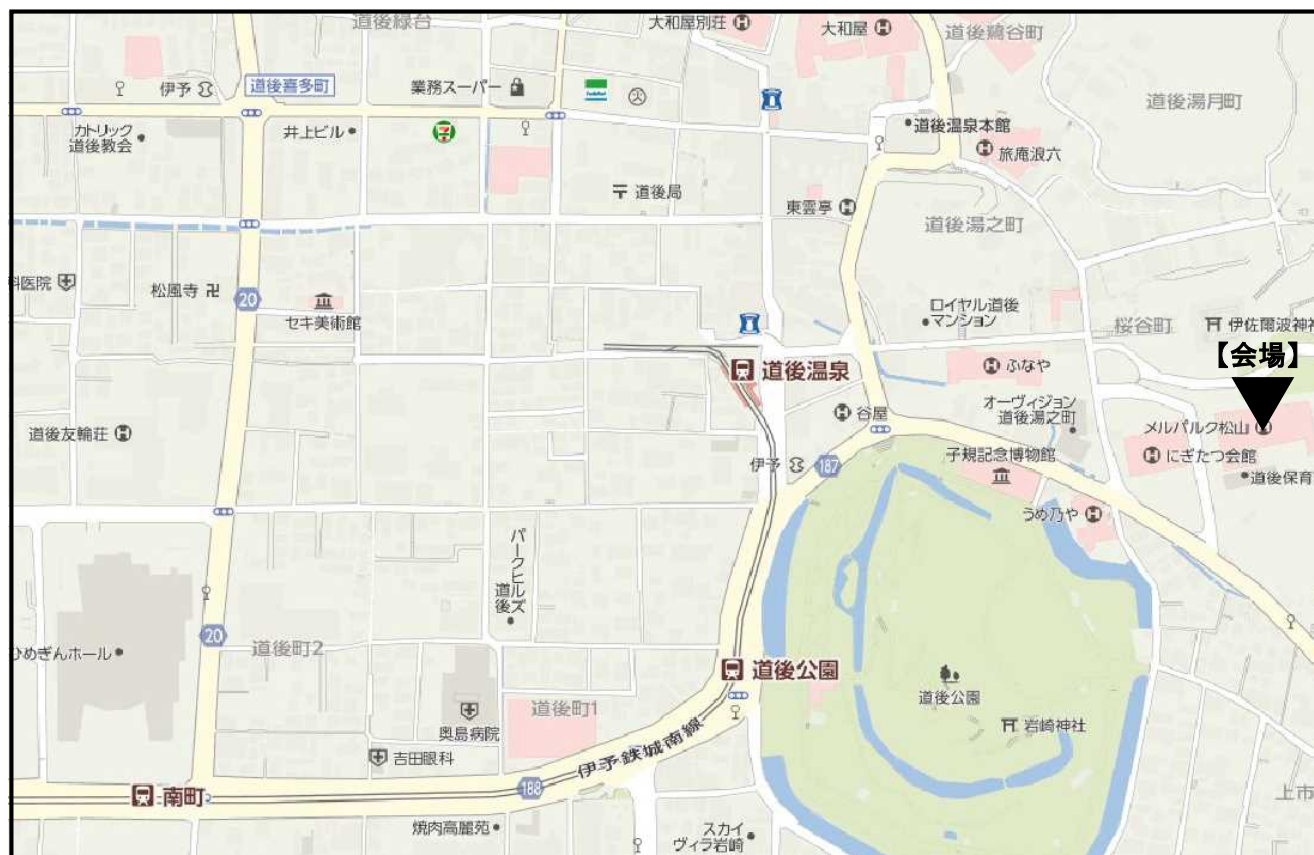 道後緑台
大和屋別荘 H
大和屋 H
道後鷺谷町
伊予
道後喜多町
業務スーパー
FamilyMart
道後湯月町
カトリック
道後教会
井上ビル
7
道後温泉本館
H 旅庵浪六
〒 道後局
東雲亭 H
道後湯之町
科医院
松風寺 卍
20
セキ美術館
ロイヤル道後
マンション
桜谷町
伊佐爾波神
【会場】
道後温泉
H ふなや
H 谷屋
オーヴィジョン
道後湯之町
メルパルク松山 H
道後友輪荘 H
伊予
187
子規記念博物館
H にぎたつ会館
道後保育
うめ乃や H
パークヒルズ
道後
20
道後町2
ひめぎんホール
道後公園
道後公園
岩崎神社
道後町1
奥島病院
吉田眼科
伊予鉄城南線
188
南町
上市
焼肉高麗苑
スカイ
ヴィラ岩崎